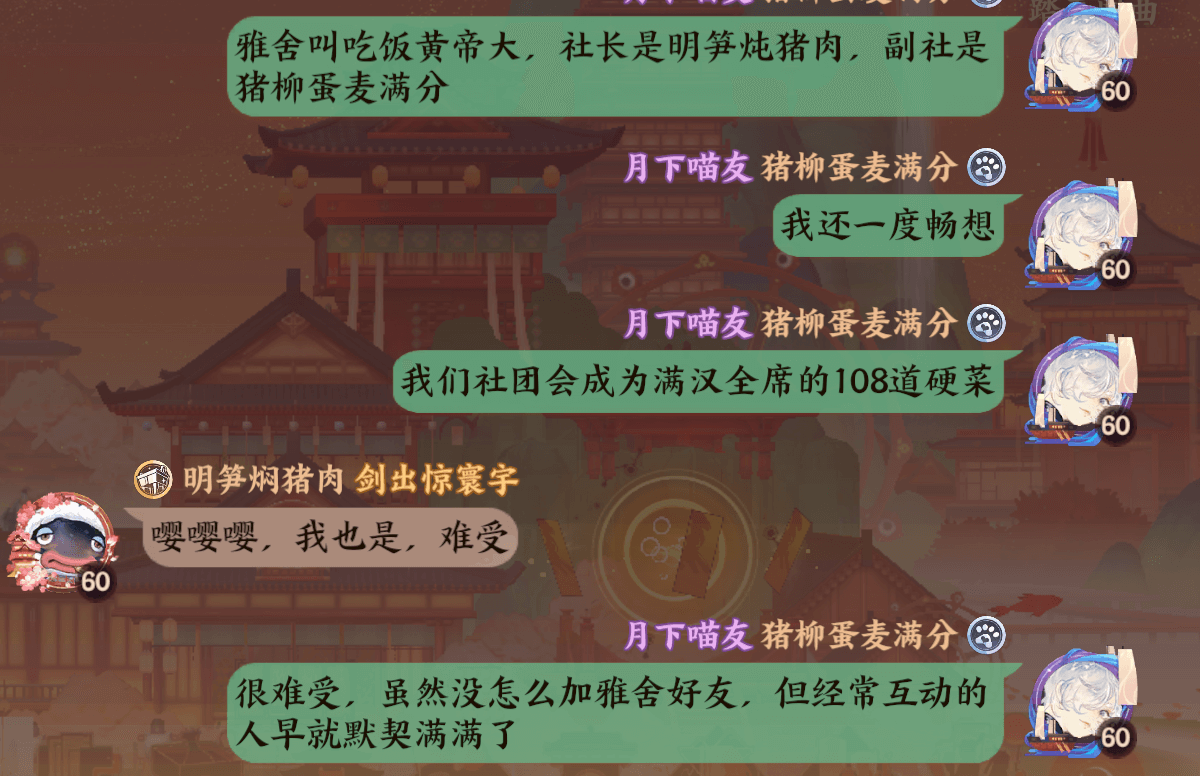 雅舍叫吃饭黄帝大，社长是明笋炖猪肉，副社是
猪柳蛋麦满分
60
月下喵友 猪柳蛋麦满分
我还一度畅想
60
月下喵友 猪柳蛋麦满分
我们社团会成为满汉全席的108道硬菜
60
明笋焖猪肉 剑出惊寰宇
嘤嘤嘤，我也是，难受
60
月下喵友 猪柳蛋麦满分
很难受，虽然没怎么加雅舍好友，但经常互动的
人早就默契满满了
60